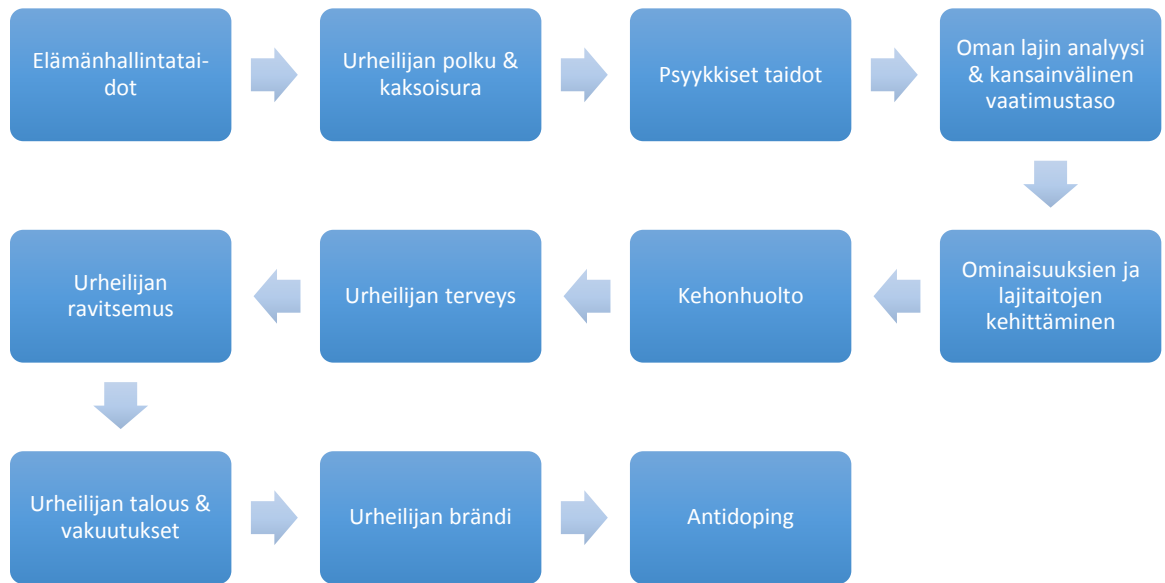 Elämänhallintatai-
dot
Urheilijan polku &
kaksoisura
Psyykkiset taidot
Oman lajin analyysi
& kansainvälinen
vaatimustaso
Ominaisuuksien ja
lajitaitojen
kehittäminen
Kehonhuolto
Urheilijan terveys
Urheilijan
ravitsemus
Urheilijan talous &
vakuutukset
Urheilijan brändi
Antidoping